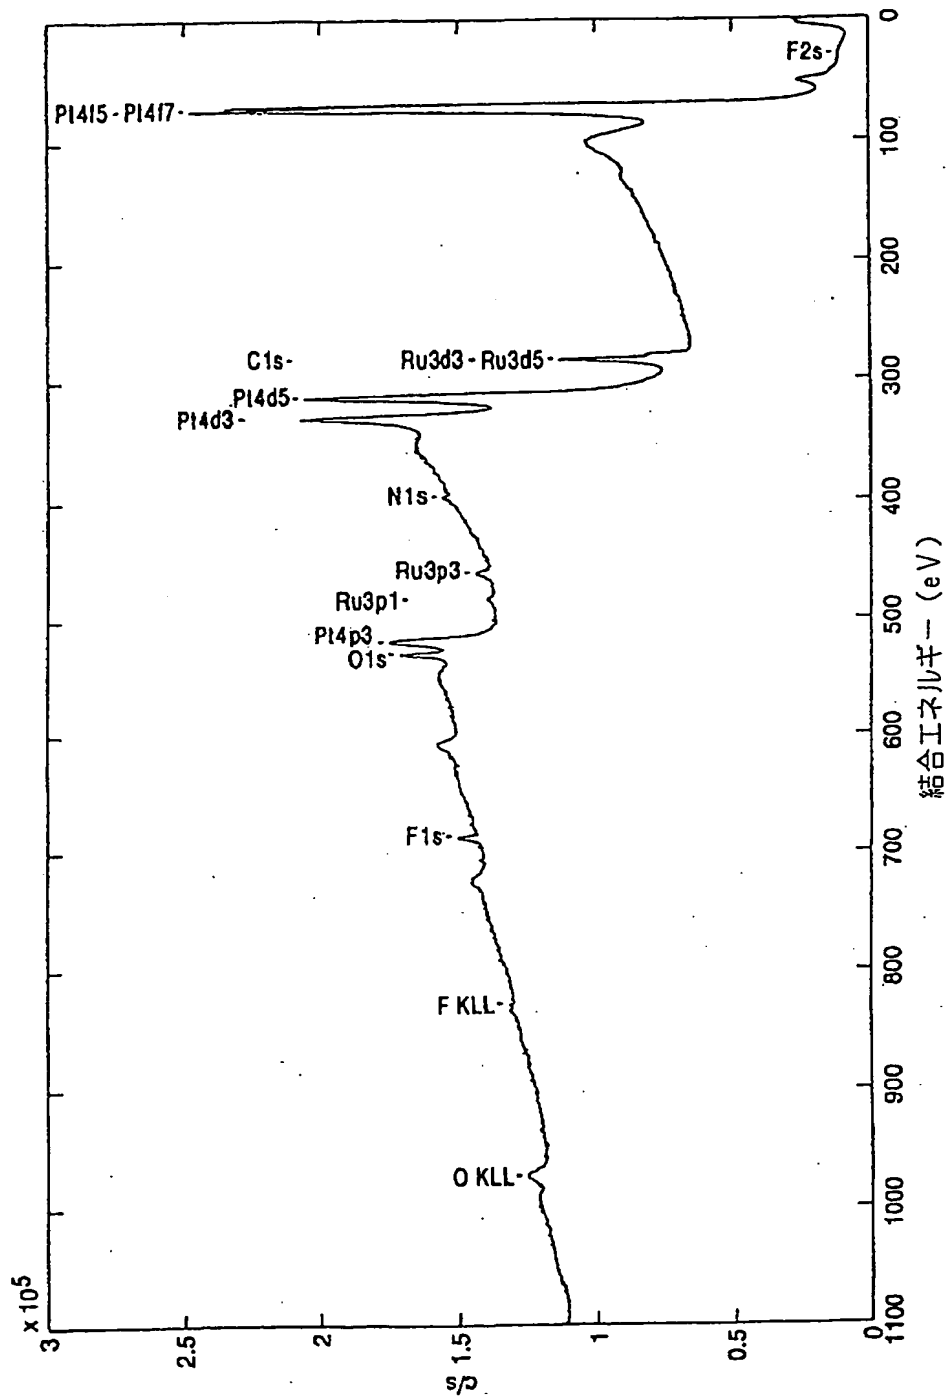 x 10⁵
3
2.5
2
1.5
1
0.5
0
c/s
O KLL-
F KLL-
F1s-
O1s-
Pt4p3-
Ru3p1-
Ru3p3-
N1s-
Pt4d3-
Pt4d5-
C1s-
Ru3d3-Ru3d5-
Pt4f5-Pt4f7-
F2s-
1100
1000
900
800
700
600
500
400
300
200
100
0
結合エネルギー (eV)